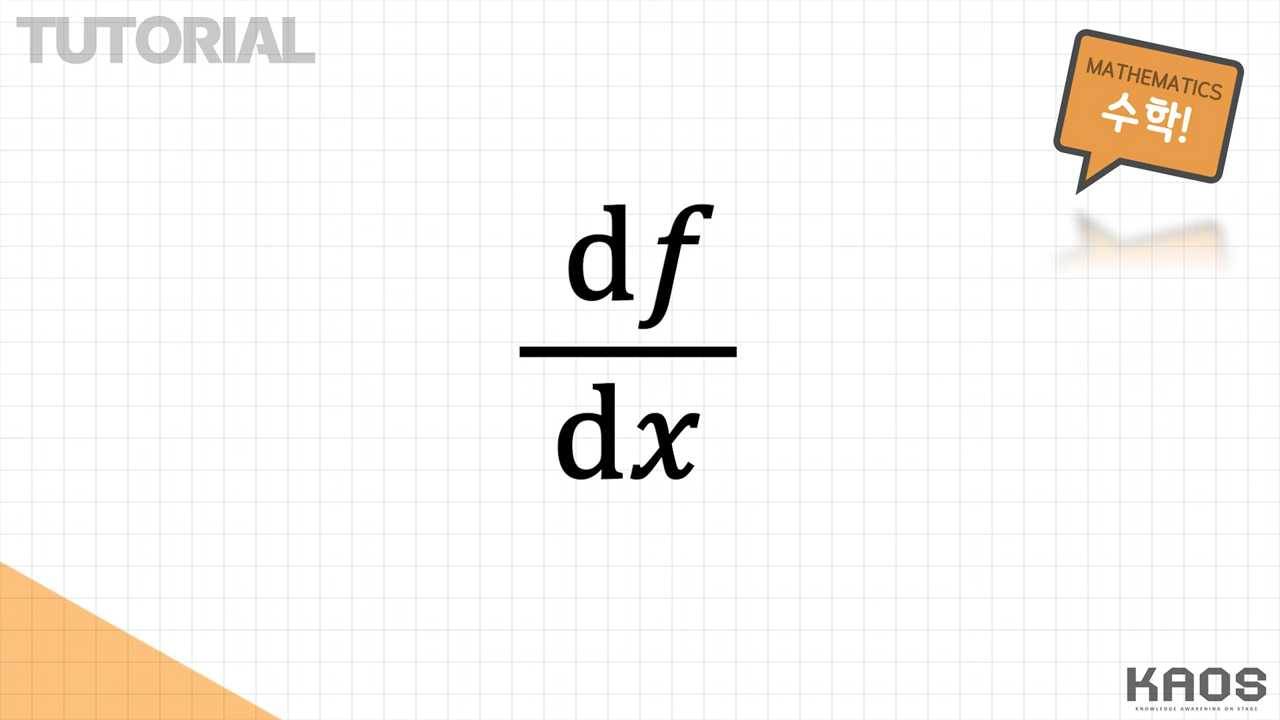 TUTORIAL
MATHEMATICS
수학!
df
dx
KAOS
KNOWLEDGE AWAKENING ON STAGE